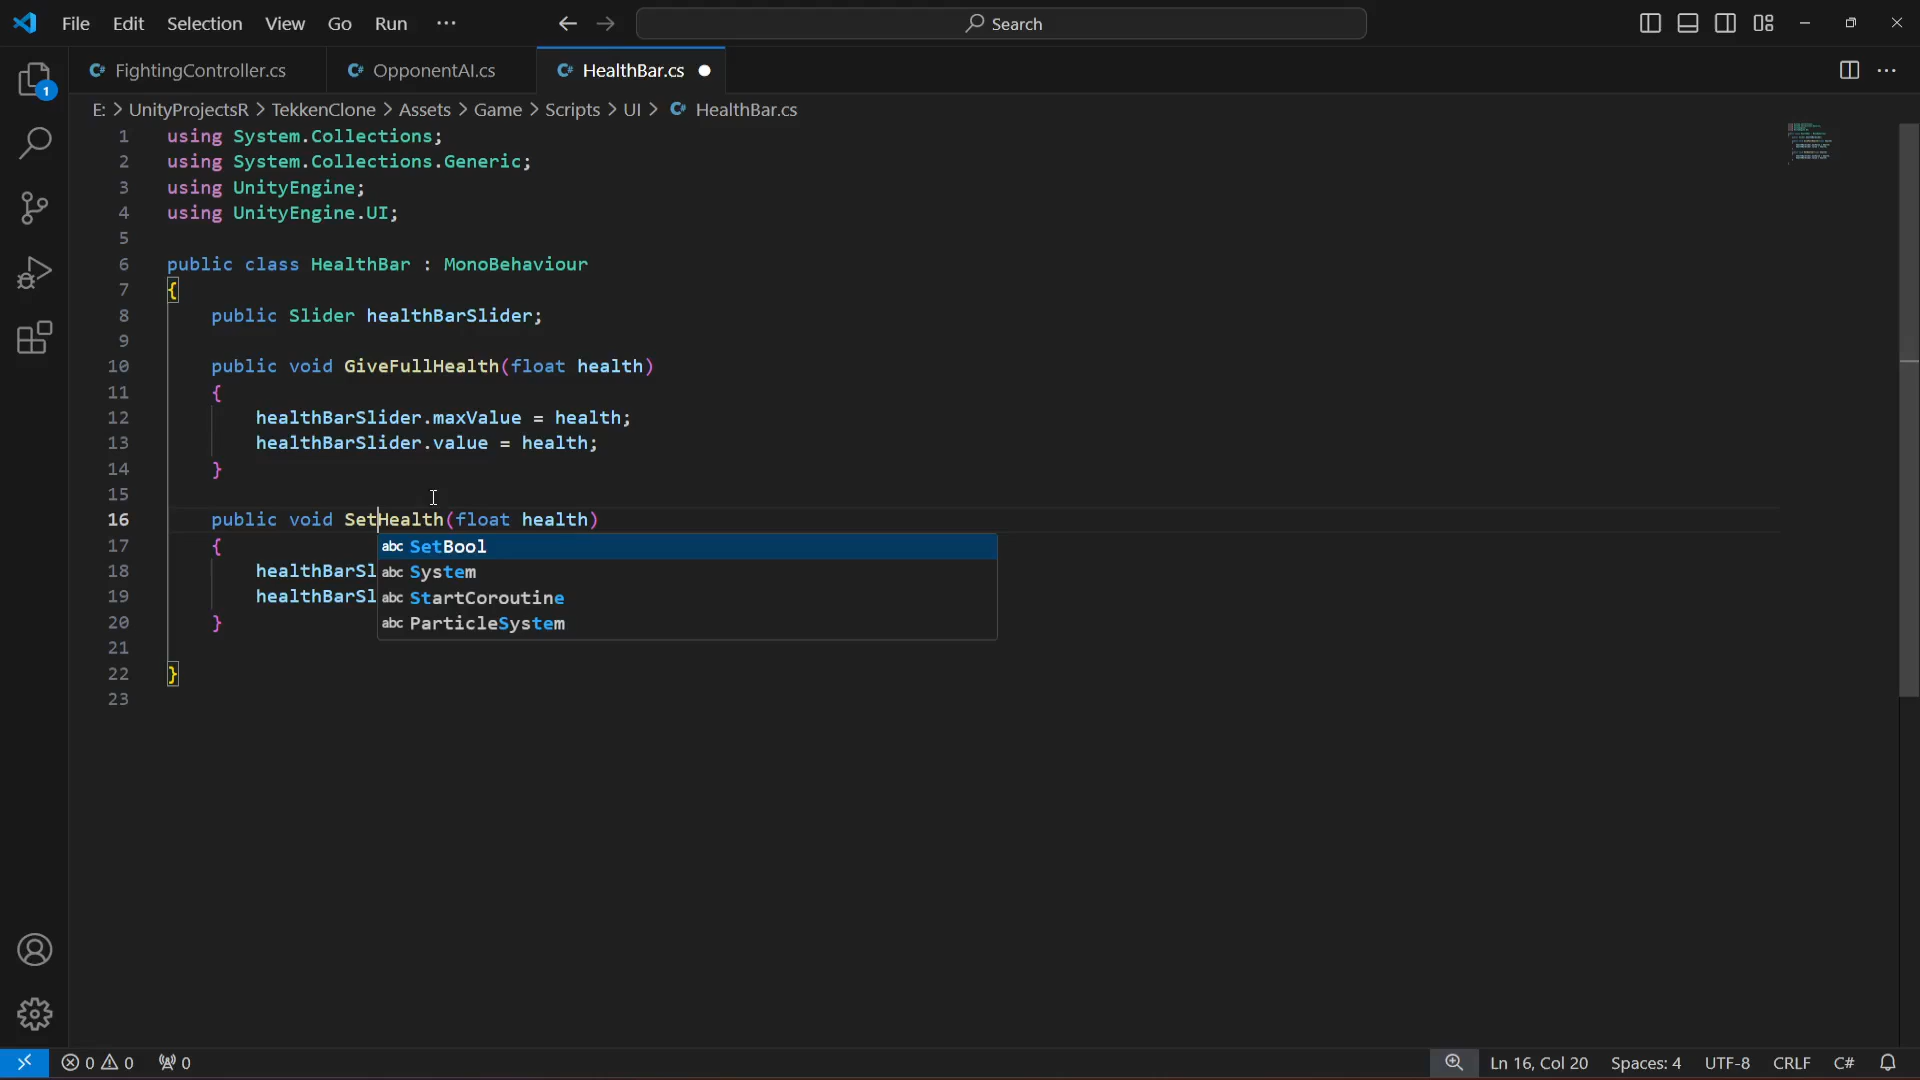 File Edit Selection View Go Run ··· Search
FightingController.cs OpponentAI.cs HealthBar.cs
E: > UnityProjectsR > TekkenClone > Assets > Game > Scripts > UI > HealthBar.cs
1 using System.Collections;
2 using System.Collections.Generic;
3 using UnityEngine;
4 using UnityEngine.UI;
5
6 public class HealthBar : MonoBehaviour
7 {
8 public Slider healthBarSlider;
9
10 public void GiveFullHealth(float health)
11 {
12 healthBarSlider.maxValue = health;
13 healthBarSlider.value = health;
14 }
15
16 public void SetHealth(float health)
17 {
abc SetBool
18 healthBarSl
abc System
19 healthBarSl
abc StartCoroutine
20 }
abc ParticleSystem
21
22 }
23
1
0 0 0 Ln 16, Col 20 Spaces: 4 UTF-8 CRLF C#